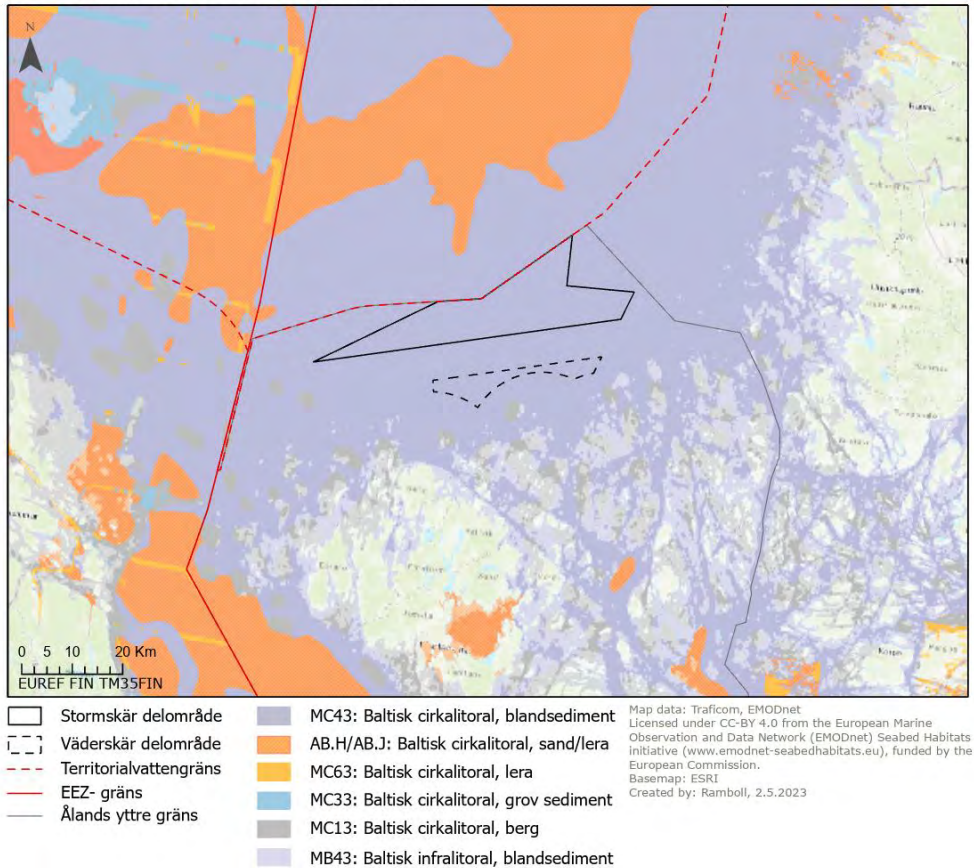 N
0 5 10 20 Km
EUREF FIN TM35FIN
Stormskär delområde
Väderskär delområde
Territorialvattengräns
EEZ- gräns
Ålands yttre gräns
MC43: Baltisk cirkalitoral, blandsediment
AB.H/AB.J: Baltisk cirkalitoral, sand/lera
MC63: Baltisk cirkalitoral, lera
MC33: Baltisk cirkalitoral, grov sediment
MC13: Baltisk cirkalitoral, berg
MB43: Baltisk infralitoral, blandsediment
Map data: Traficom, EMODnet
Licensed under CC-BY 4.0 from the European Marine
Observation and Data Network (EMODnet) Seabed Habitats
initiative (www.emodnet-seabedhabitats.eu), funded by the
European Commission.
Basemap: ESRI
Created by: Ramboll, 2.5.2023